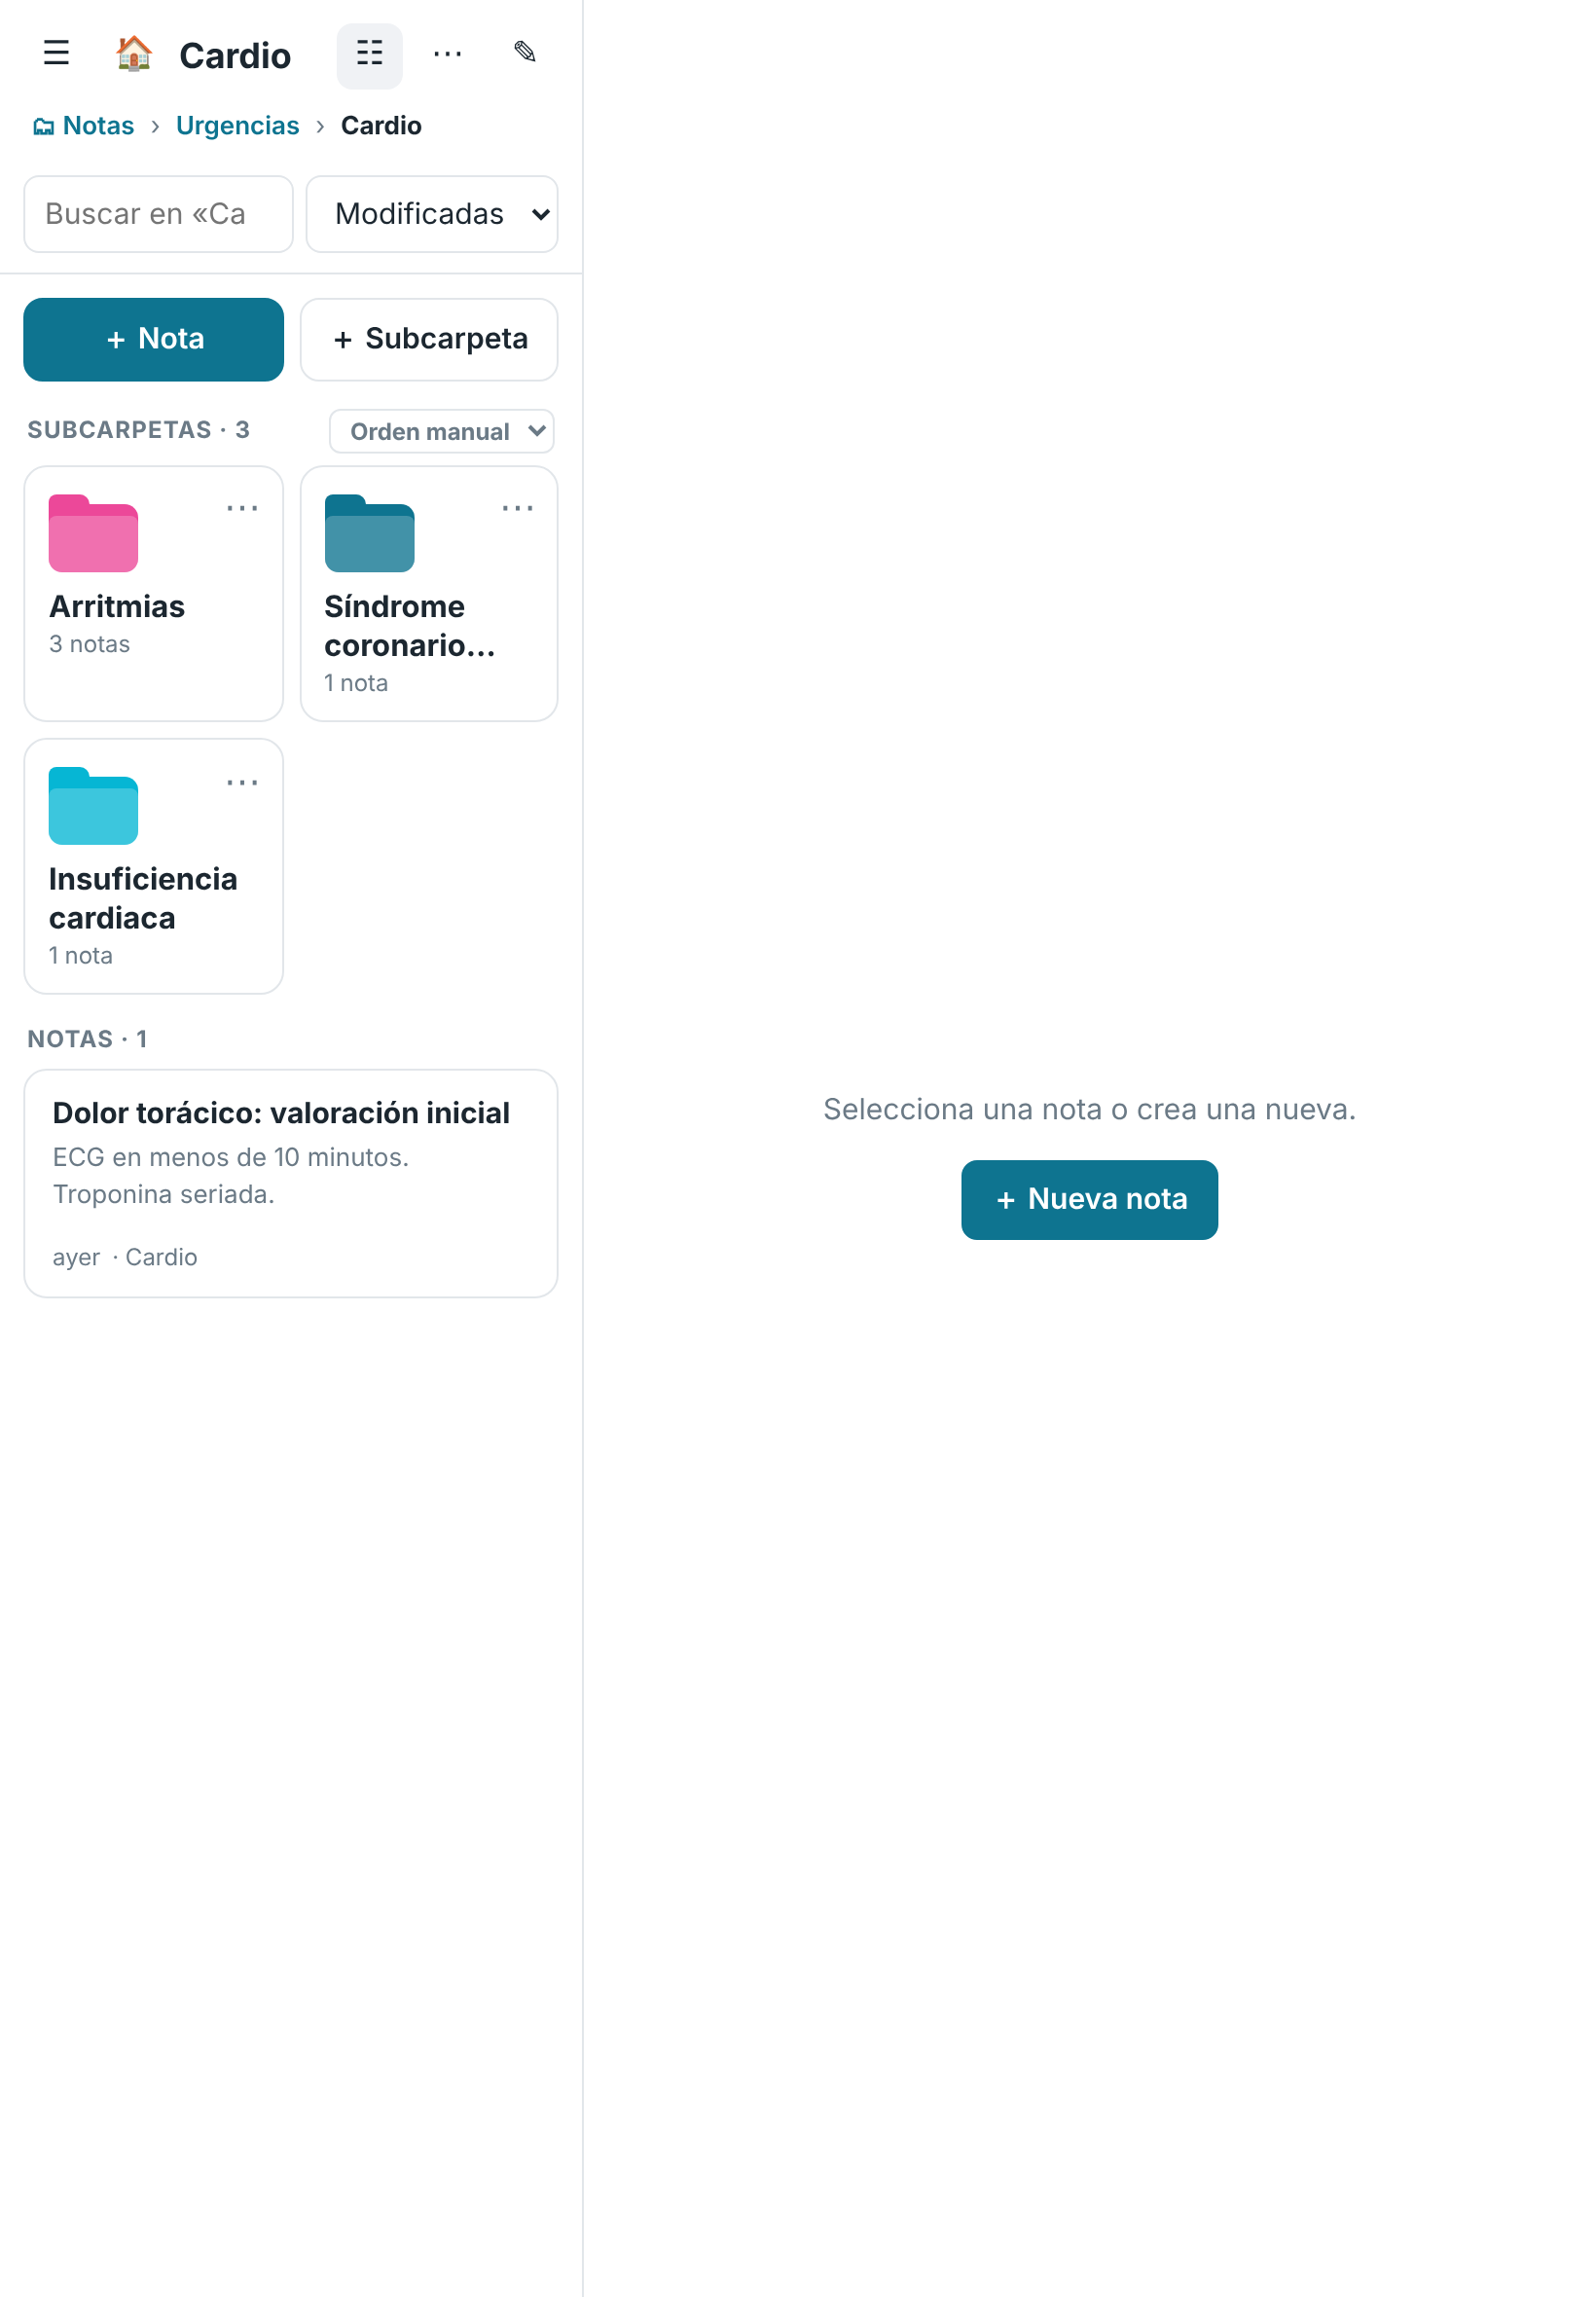 ☰ 🏠 Cardio ☷ ⋯ ✎
🗂 Notas › Urgencias › Cardio
Buscar en «Ca
Modificadas
+ Nota
+ Subcarpeta
SUBCARPETAS · 3
Orden manual
⋯
Arritmias
3 notas
⋯
Síndrome
coronario...
1 nota
⋯
Insuficiencia
cardiaca
1 nota
NOTAS · 1
Dolor torácico: valoración inicial
ECG en menos de 10 minutos.
Troponina seriada.
ayer · Cardio
Selecciona una nota o crea una nueva.
+ Nueva nota